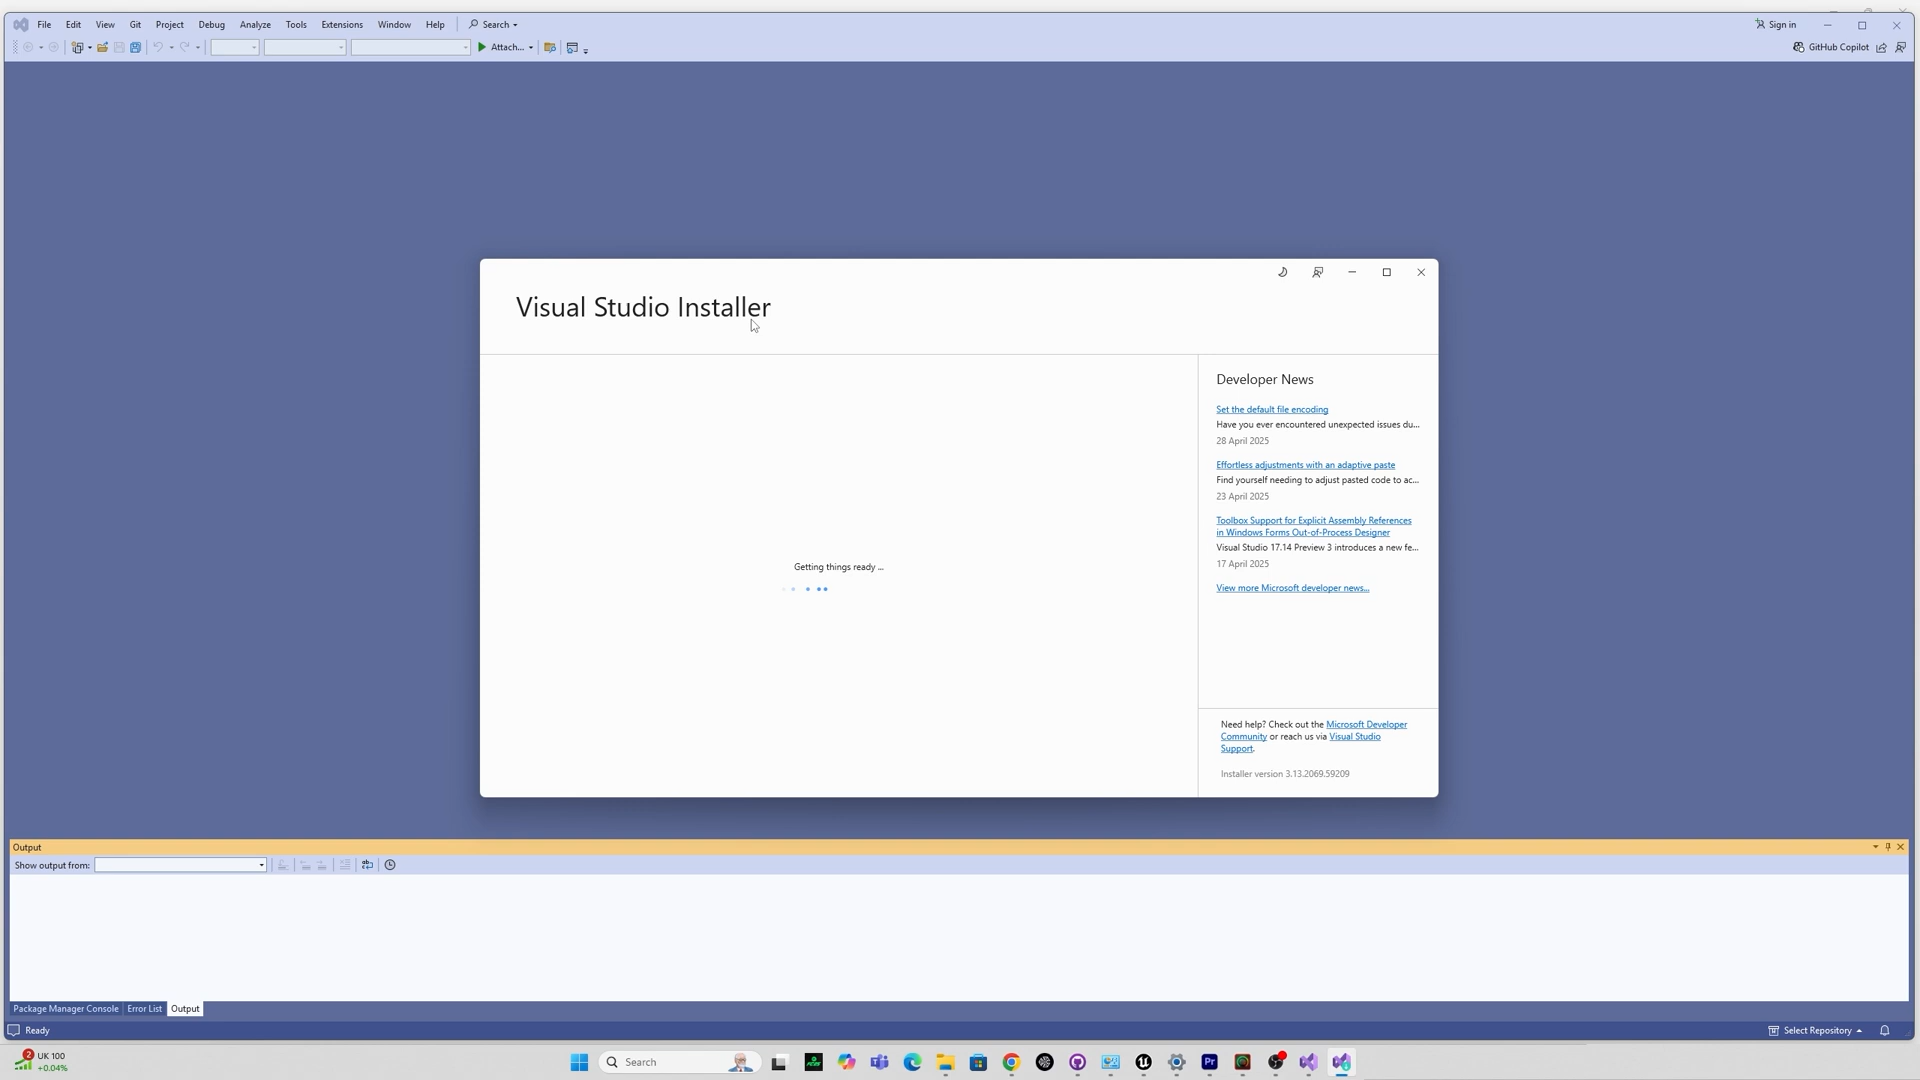 File Edit View Git Project Debug Analyze Tools Extensions Window Help Search Sign in
Attach... GitHub Copilot
Visual Studio Installer
Getting things ready ...
Developer News
Set the default file encoding
Have you ever encountered unexpected issues du...
28 April 2025
Effortless adjustments with an adaptive paste
Find yourself needing to adjust pasted code to ac...
23 April 2025
Toolbox Support for Explicit Assembly References
in Windows Forms Out-of-Process Designer
Visual Studio 17.14 Preview 3 introduces a new fe...
17 April 2025
View more Microsoft developer news...
Need help? Check out the Microsoft Developer
Community or reach us via Visual Studio
Support.
Installer version 3.13.2069.59209
Output
Show output from:
Package Manager Console Error List Output
Ready Select Repository
2 UK 100
+0.04%
Search
Pr